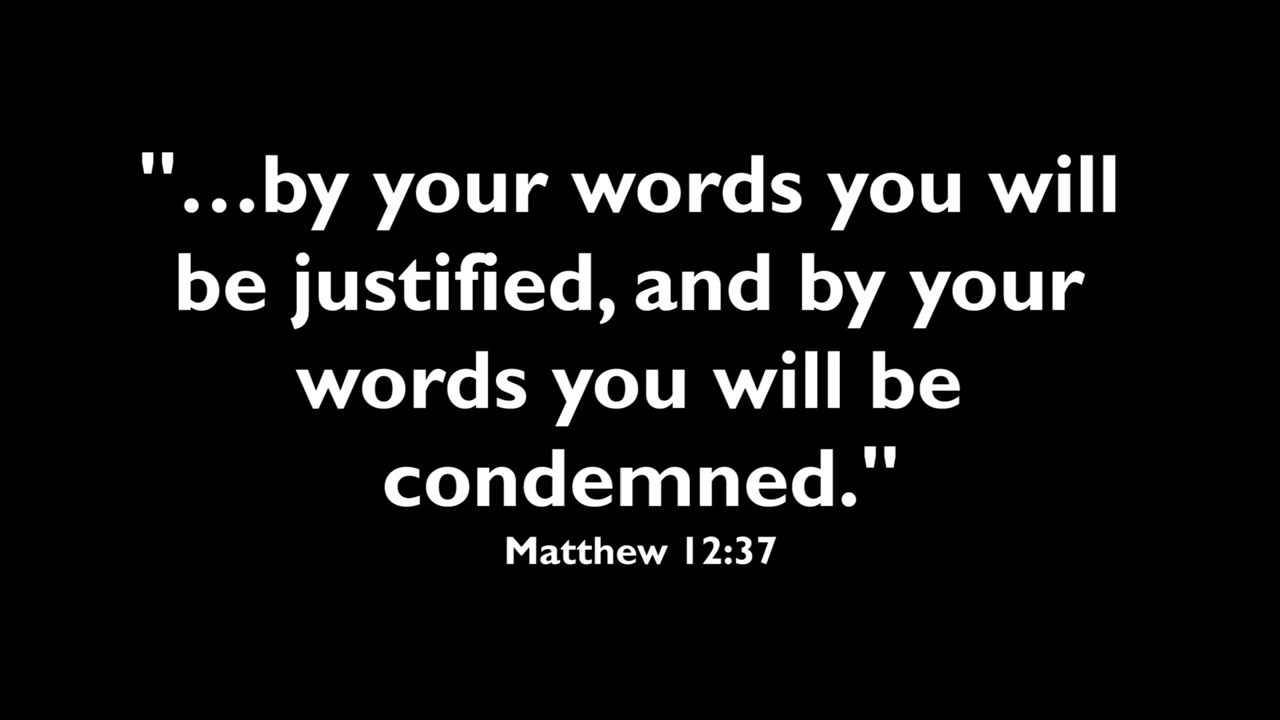 "...by your words you will
be justified, and by your
words you will be
condemned."
Matthew 12:37